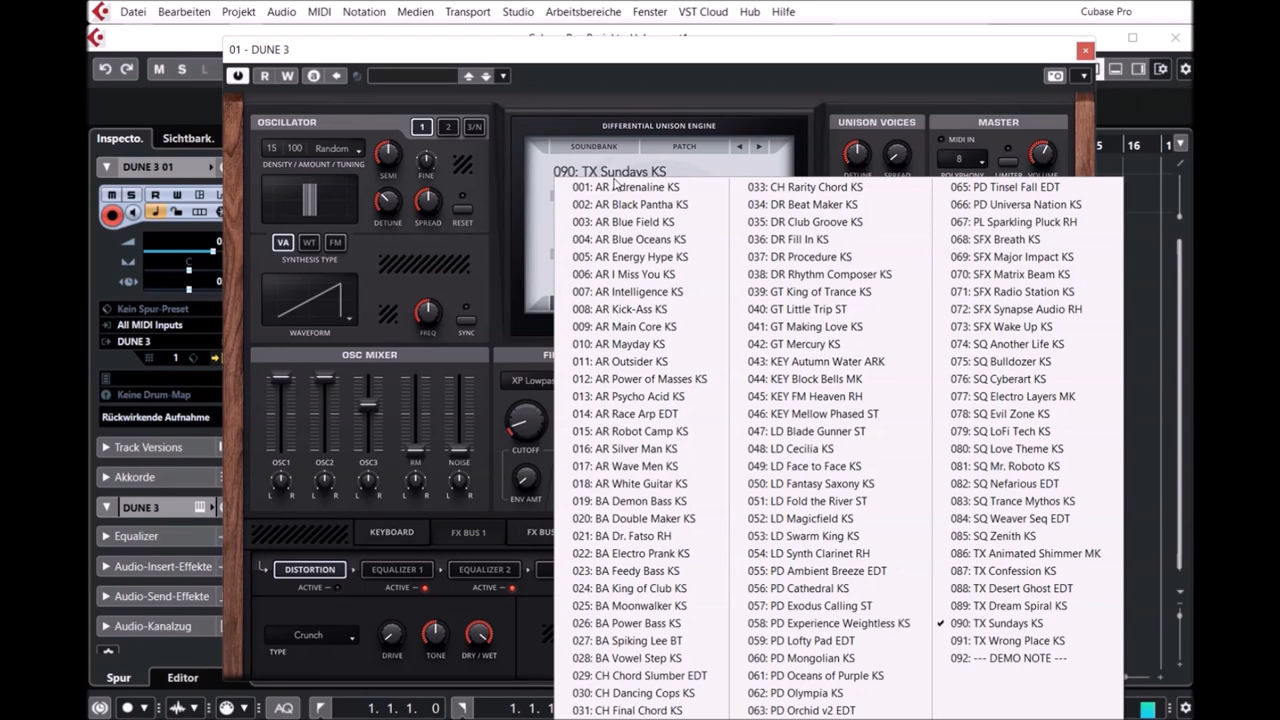 Datei Bearbeiten Projekt Audio MIDI Notation Medien Transport Studio Arbeitsbereiche Fenster VST Cloud Hub Hilfe Cubase Pro
01 - DUNE 3
M S L
R W
5 16
Inspecto. Sichtbark.
DUNE 3 01
M S R W
C
Kein Spur-Preset
All MIDI Inputs
DUNE 3
1
Keine Drum-Map
Rückwirkende Aufnahme
Track Versions
Akkorde
DUNE 3
Equalizer
Audio-Insert-Effekte
Audio-Send-Effekte
Audio-Kanalzug
Spur Editor
AQ 1. 1. 1. 0 1. 1. 1.
OSCILLATOR 1 2 3/N
15 100 Random
DENSITY / AMOUNT / TUNING
SEMI FINE
DETUNE SPREAD RESET
VA WT FM
SYNTHESIS TYPE
WAVEFORM
FREQ SYNC
OSC MIXER
OSC1 OSC2 OSC3 RM NOISE
L R L R L R L R L R
XP Lowpas
CUTOFF
ENV AMT
KEYBOARD FX BUS 1 FX BUS
DISTORTION EQUALIZER 1 EQUALIZER 2
ACTIVE ACTIVE ACTIVE
Crunch
TYPE DRIVE TONE DRY / WET
DIFFERENTIAL UNISON ENGINE
SOUNDBANK PATCH
090: TX Sundays KS
UNISON VOICES MASTER
MIDI IN
8
DETUNE SPREAD POLYPHONY LIMITER VOLUME
001: AR Adrenaline KS
002: AR Black Pantha KS
003: AR Blue Field KS
004: AR Blue Oceans KS
005: AR Energy Hype KS
006: AR I Miss You KS
007: AR Intelligence KS
008: AR Kick-Ass KS
009: AR Main Core KS
010: AR Mayday KS
011: AR Outsider KS
012: AR Power of Masses KS
013: AR Psycho Acid KS
014: AR Race Arp EDT
015: AR Robot Camp KS
016: AR Silver Man KS
017: AR Wave Men KS
018: AR White Guitar KS
019: BA Demon Bass KS
020: BA Double Maker KS
021: BA Dr. Fatso RH
022: BA Electro Prank KS
023: BA Feedy Bass KS
024: BA King of Club KS
025: BA Moonwalker KS
026: BA Power Bass KS
027: BA Spiking Lee BT
028: BA Vowel Step KS
029: CH Chord Slumber EDT
030: CH Dancing Cops KS
031: CH Final Chord KS
033: CH Rarity Chord KS
034: DR Beat Maker KS
035: DR Club Groove KS
036: DR Fill In KS
037: DR Procedure KS
038: DR Rhythm Composer KS
039: GT King of Trance KS
040: GT Little Trip ST
041: GT Making Love KS
042: GT Mercury KS
043: KEY Autumn Water ARK
044: KEY Block Bells MK
045: KEY FM Heaven RH
046: KEY Mellow Phased ST
047: LD Blade Gunner ST
048: LD Cecilia KS
049: LD Face to Face KS
050: LD Fantasy Saxony KS
051: LD Fold the River ST
052: LD Magicfield KS
053: LD Swarm King KS
054: LD Synth Clarinet RH
055: PD Ambient Breeze EDT
056: PD Cathedral KS
057: PD Exodus Calling ST
058: PD Experience Weightless KS
059: PD Lofty Pad EDT
060: PD Mongolian KS
061: PD Oceans of Purple KS
062: PD Olympia KS
063: PD Orchid v2 EDT
065: PD Tinsel Fall EDT
066: PD Universa Nation KS
067: PL Sparkling Pluck RH
068: SFX Breath KS
069: SFX Major Impact KS
070: SFX Matrix Beam KS
071: SFX Radio Station KS
072: SFX Synapse Audio RH
073: SFX Wake Up KS
074: SQ Another Life KS
075: SQ Bulldozer KS
076: SQ Cyberart KS
077: SQ Electro Layers MK
078: SQ Evil Zone KS
079: SQ LoFi Tech KS
080: SQ Love Theme KS
081: SQ Mr. Roboto KS
082: SQ Nefarious EDT
083: SQ Trance Mythos KS
084: SQ Weaver Seq EDT
085: SQ Zenith KS
086: TX Animated Shimmer MK
087: TX Confession KS
088: TX Desert Ghost EDT
089: TX Dream Spiral KS
090: TX Sundays KS
091: TX Wrong Place KS
092: --- DEMO NOTE ---